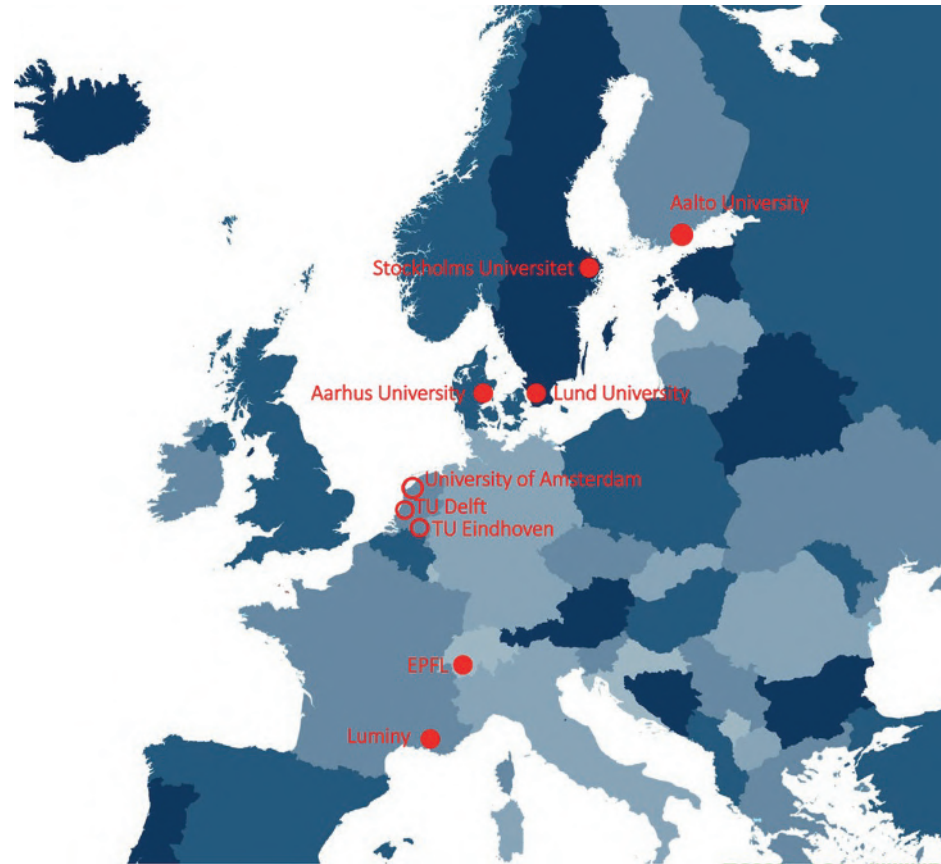 Aalto University
Stockholms Universitet
Aarhus University
Lund University
University of Amsterdam
TU Delft
TU Eindhoven
EPFL
Luminy